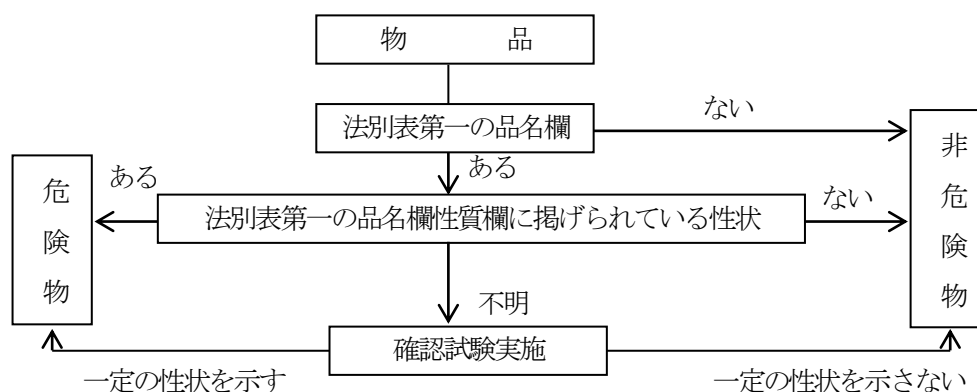 物 品
法別表第一の品名欄
ない
ある
ある
法別表第一の品名欄性質欄に掲げられている性状
ない
危険物
非危険物
不明
確認試験実施
一定の性状を示す
一定の性状を示さない